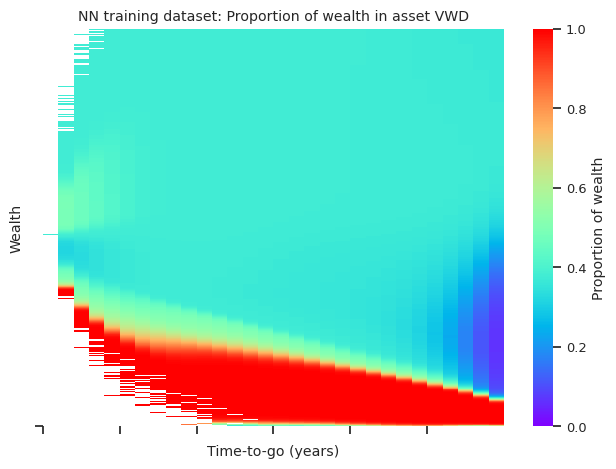 NN training dataset: Proportion of wealth in asset VWD
Wealth
Time-to-go (years)
1.0
0.8
0.6
0.4
0.2
0.0
Proportion of wealth